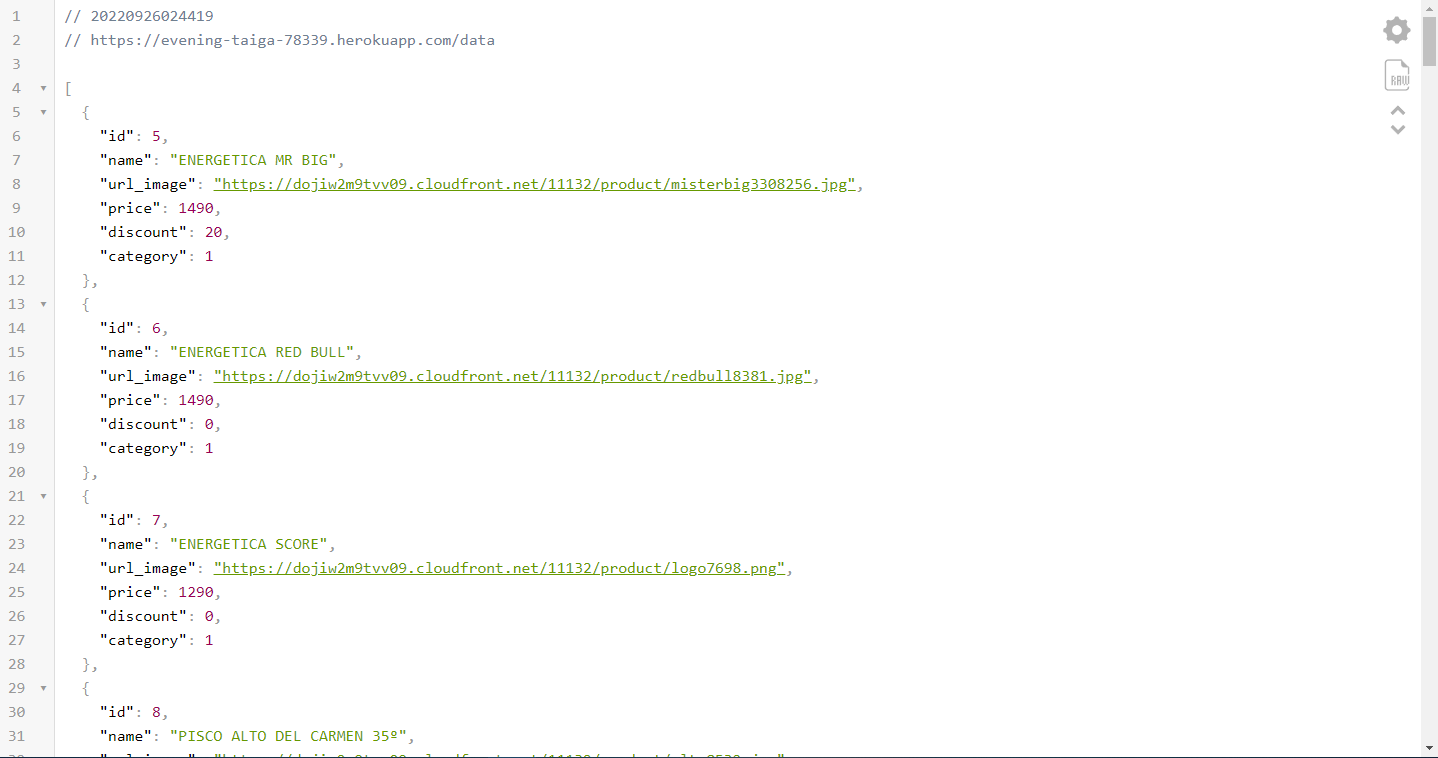 1 // 20220926024419
2 // https://evening-taiga-78339.herokuapp.com/data
3
4 [
5 {
6 "id": 5,
7 "name": "ENERGETICA MR BIG",
8 "url_image": "https://dojiw2m9tvv09.cloudfront.net/11132/product/misterbig3308256.jpg",
9 "price": 1490,
10 "discount": 20,
11 "category": 1
12 },
13 {
14 "id": 6,
15 "name": "ENERGETICA RED BULL",
16 "url_image": "https://dojiw2m9tvv09.cloudfront.net/11132/product/redbull8381.jpg",
17 "price": 1490,
18 "discount": 0,
19 "category": 1
20 },
21 {
22 "id": 7,
23 "name": "ENERGETICA SCORE",
24 "url_image": "https://dojiw2m9tvv09.cloudfront.net/11132/product/logo7698.png",
25 "price": 1290,
26 "discount": 0,
27 "category": 1
28 },
29 {
30 "id": 8,
31 "name": "PISCO ALTO DEL CARMEN 35º",
RAW